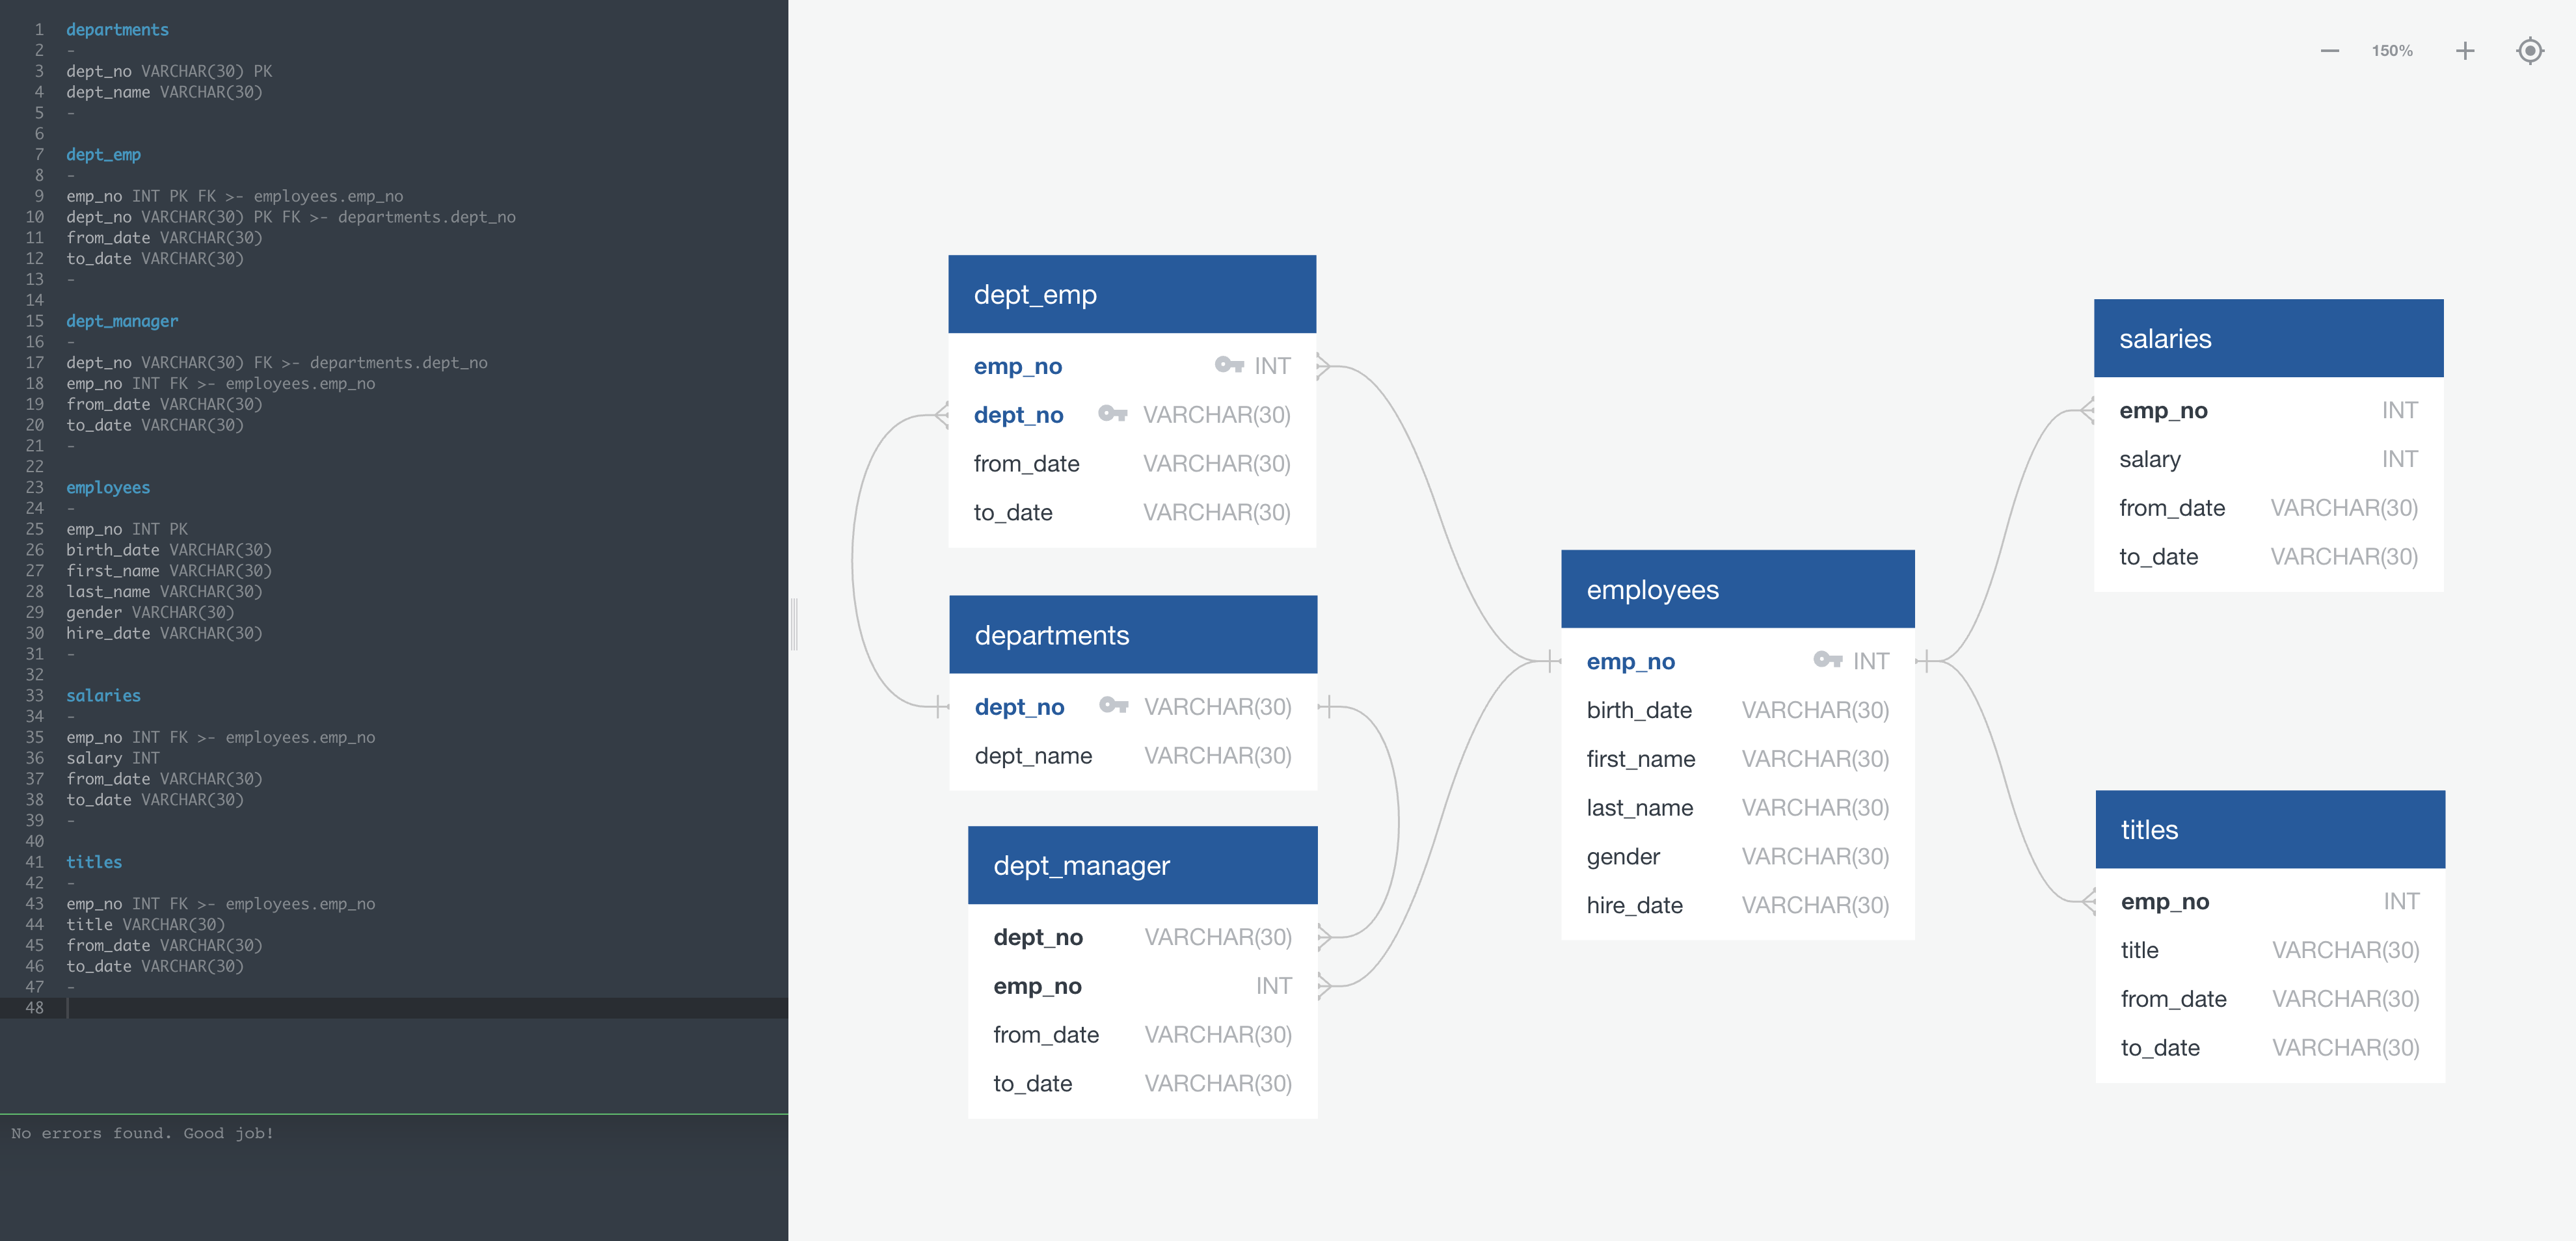 1 departments
2 -
3 dept_no VARCHAR(30) PK
4 dept_name VARCHAR(30)
5 -
6
7 dept_emp
8 -
9 emp_no INT PK FK >- employees.emp_no
10 dept_no VARCHAR(30) PK FK >- departments.dept_no
11 from_date VARCHAR(30)
12 to_date VARCHAR(30)
13 -
14
15 dept_manager
16 -
17 dept_no VARCHAR(30) FK >- departments.dept_no
18 emp_no INT FK >- employees.emp_no
19 from_date VARCHAR(30)
20 to_date VARCHAR(30)
21 -
22
23 employees
24 -
25 emp_no INT PK
26 birth_date VARCHAR(30)
27 first_name VARCHAR(30)
28 last_name VARCHAR(30)
29 gender VARCHAR(30)
30 hire_date VARCHAR(30)
31 -
32
33 salaries
34 -
35 emp_no INT FK >- employees.emp_no
36 salary INT
37 from_date VARCHAR(30)
38 to_date VARCHAR(30)
39 -
40
41 titles
42 -
43 emp_no INT FK >- employees.emp_no
44 title VARCHAR(30)
45 from_date VARCHAR(30)
46 to_date VARCHAR(30)
47 -
48
No errors found. Good job!
150%
dept_emp
emp_no INT
dept_no VARCHAR(30)
from_date VARCHAR(30)
to_date VARCHAR(30)
departments
dept_no VARCHAR(30)
dept_name VARCHAR(30)
dept_manager
dept_no VARCHAR(30)
emp_no INT
from_date VARCHAR(30)
to_date VARCHAR(30)
employees
emp_no INT
birth_date VARCHAR(30)
first_name VARCHAR(30)
last_name VARCHAR(30)
gender VARCHAR(30)
hire_date VARCHAR(30)
salaries
emp_no INT
salary INT
from_date VARCHAR(30)
to_date VARCHAR(30)
titles
emp_no INT
title VARCHAR(30)
from_date VARCHAR(30)
to_date VARCHAR(30)